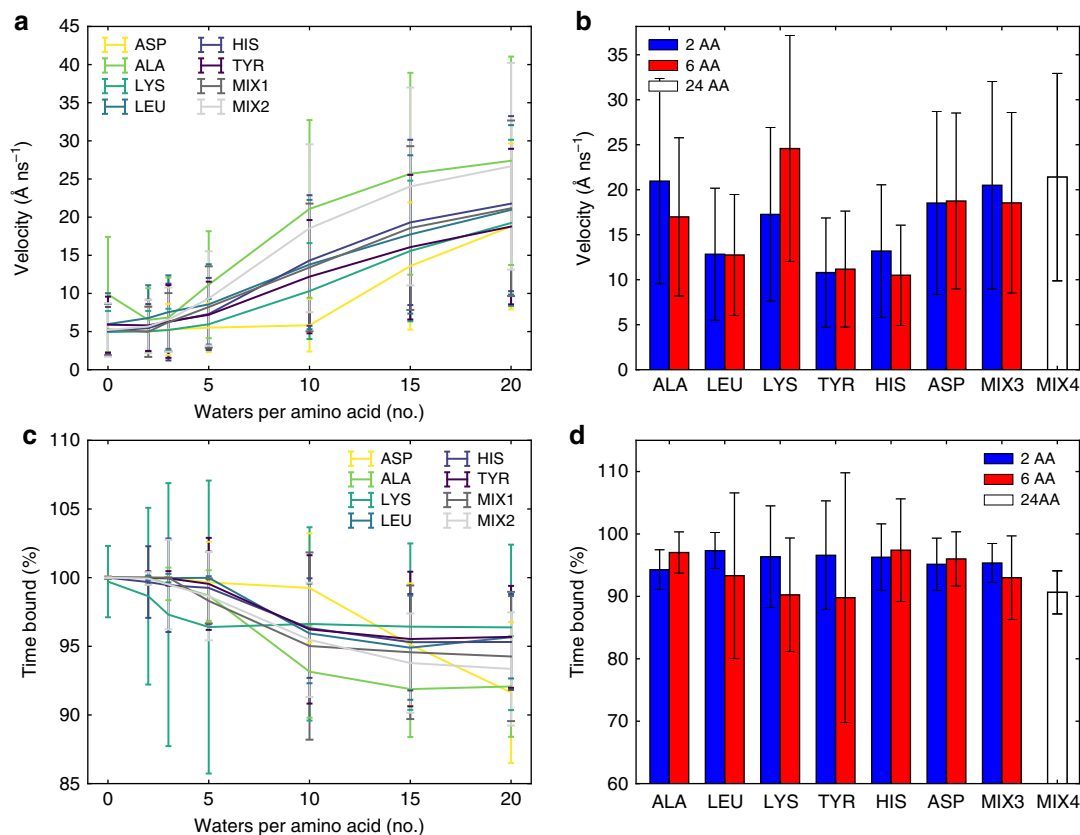 a
45
40
35
30
25
20
15
10
5
0
Velocity (Å ns⁻¹)
ASP
ALA
LYS
LEU
HIS
TYR
MIX1
MIX2
0 5 10 15 20
Waters per amino acid (no.)
b
35
30
25
20
15
10
5
0
Velocity (Å ns⁻¹)
2 AA
6 AA
24 AA
ALA LEU LYS TYR HIS ASP MIX3 MIX4
c
110
105
100
95
90
85
Time bound (%)
ASP
ALA
LYS
LEU
HIS
TYR
MIX1
MIX2
0 5 10 15 20
Waters per amino acid (no.)
d
110
100
90
80
70
60
Time bound (%)
2 AA
6 AA
24AA
ALA LEU LYS TYR HIS ASP MIX3 MIX4